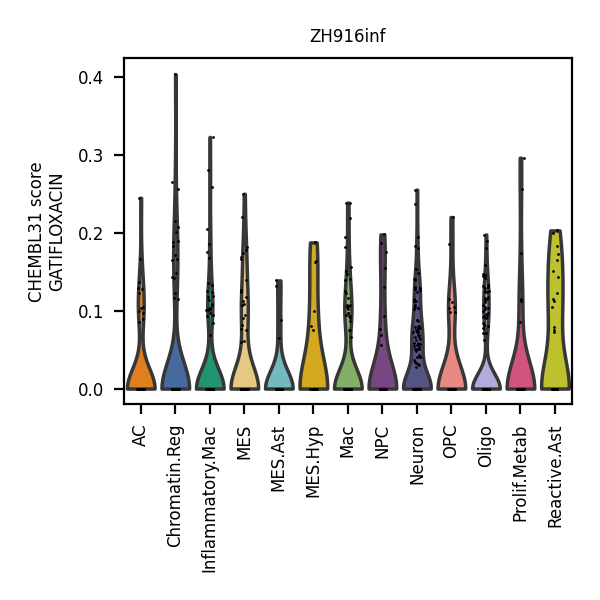 ZH916inf
CHEMBL31 score
GATIFLOXACIN
0.4
0.3
0.2
0.1
0.0
AC
Chromatin.Reg
Inflammatory.Mac
MES
MES.Ast
MES.Hyp
Mac
NPC
Neuron
OPC
Oligo
Prolif.Metab
Reactive.Ast